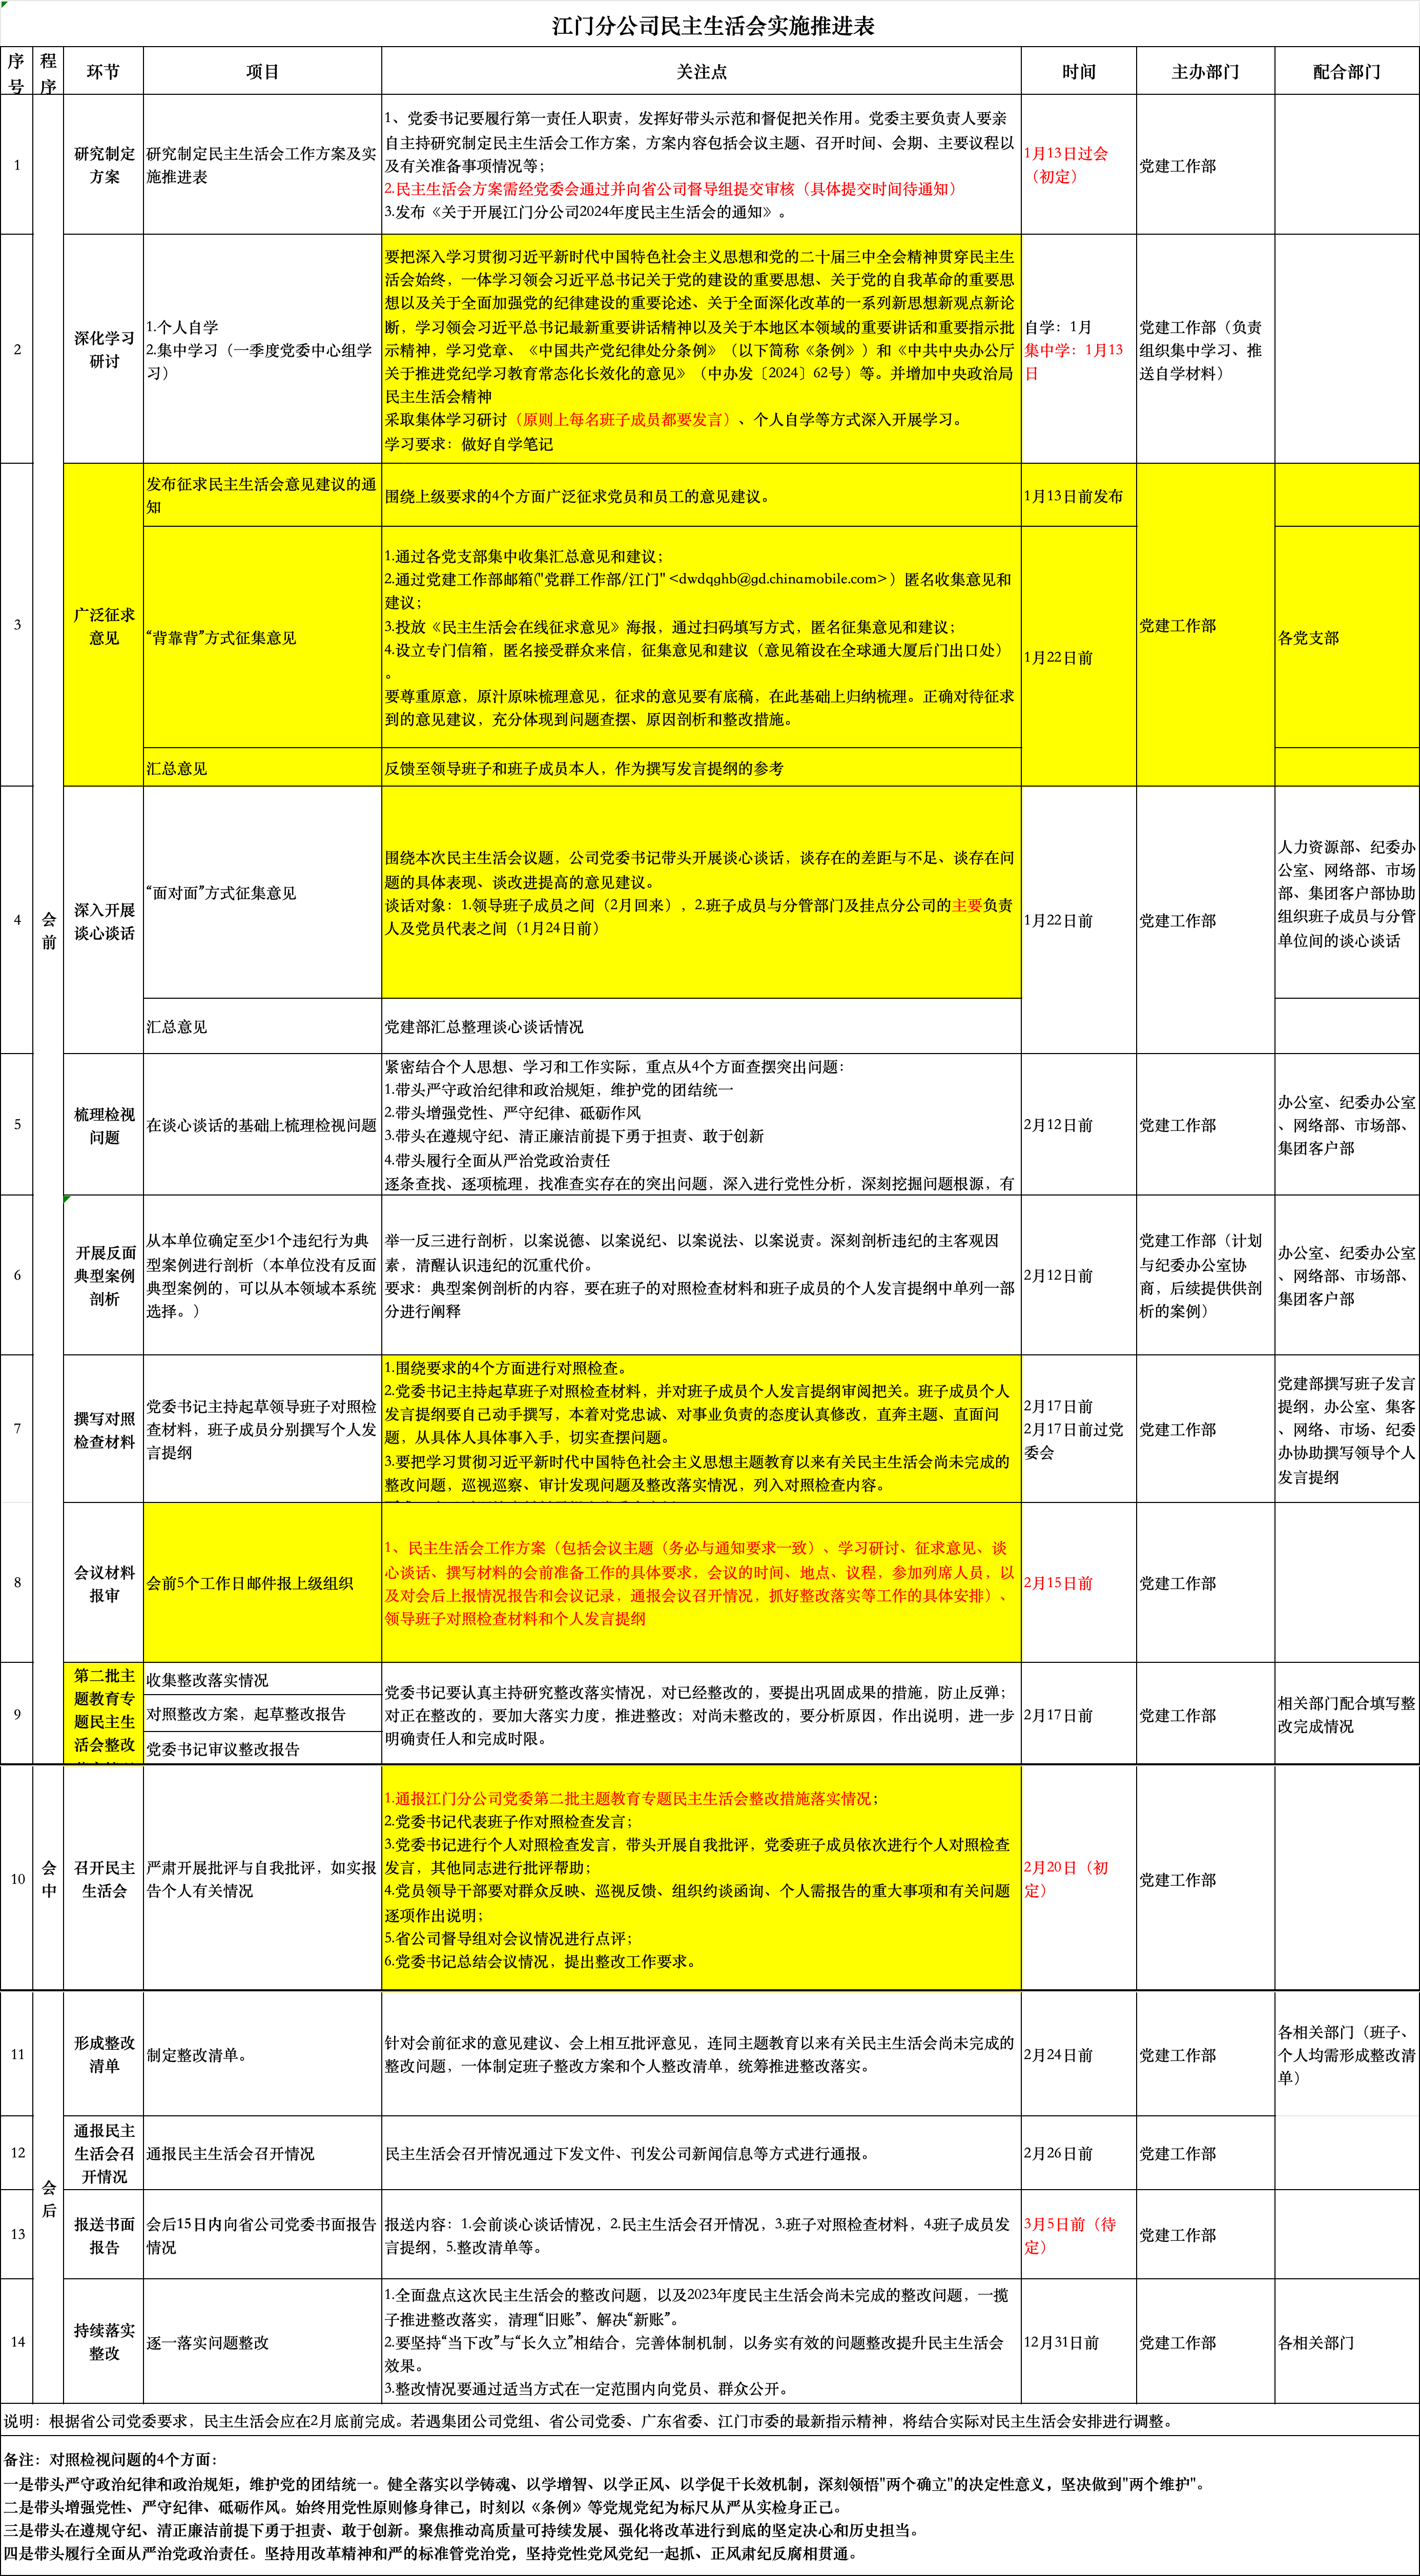 江门分公司民主生活会实施推进表
序号
程序
环节
项目
关注点
时间
主办部门
配合部门
会前
1
研究制定
方案
研究制定民主生活会工作方案及实
施推进表
1、党委书记要履行第一责任人职责，发挥好带头示范和督促把关作用。党委主要负责人要亲
自主持研究制定民主生活会工作方案，方案内容包括会议主题、召开时间、会期、主要议程以
及有关准备事项情况等；
2.民主生活会方案需经党委会通过并向省公司督导组提交审核（具体提交时间待通知）
3.发布《关于开展江门分公司2024年度民主生活会的通知》。
1月13日过会
（初定）
党建工作部
2
深化学习
研讨
1.个人自学
2.集中学习（一季度党委中心组学
习）
要把深入学习贯彻习近平新时代中国特色社会主义思想和党的二十届三中全会精神贯穿民主生
活会始终，一体学习领会习近平总书记关于党的建设的重要思想、关于党的自我革命的重要思
想以及关于全面加强党的纪律建设的重要论述、关于全面深化改革的一系列新思想新观点新论
断，学习领会习近平总书记最新重要讲话精神以及关于本地区本领域的重要讲话和重要指示批
示精神，学习党章、《中国共产党纪律处分条例》（以下简称《条例》）和《中共中央办公厅
关于推进党纪学习教育常态化长效化的意见》（中办发〔2024〕62号）等。并增加中央政治局
民主生活会精神
采取集体学习研讨（原则上每名班子成员都要发言）、个人自学等方式深入开展学习。
学习要求：做好自学笔记
自学：1月
集中学：1月13
日
党建工作部（负责
组织集中学习、推
送自学材料）
3
广泛征求
意见
发布征求民主生活会意见建议的通
知
围绕上级要求的4个方面广泛征求党员和员工的意见建议。
1月13日前发布
党建工作部
“背靠背”方式征集意见
1.通过各党支部集中收集汇总意见和建议；
2.通过党建工作部邮箱("党群工作部/江门" <dwdqghb@gd.chinamobile.com>）匿名收集意见和
建议；
3.投放《民主生活会在线征求意见》海报，通过扫码填写方式，匿名征集意见和建议；
4.设立专门信箱，匿名接受群众来信，征集意见和建议（意见箱设在全球通大厦后门出口处）
。
要尊重原意，原汁原味梳理意见，征求的意见要有底稿，在此基础上归纳梳理。正确对待征求
到的意见建议，充分体现到问题查摆、原因剖析和整改措施。
1月22日前
各党支部
汇总意见
反馈至领导班子和班子成员本人，作为撰写发言提纲的参考
4
深入开展
谈心谈话
“面对面”方式征集意见
围绕本次民主生活会议题，公司党委书记带头开展谈心谈话，谈存在的差距与不足、谈存在问
题的具体表现、谈改进提高的意见建议。
谈话对象：1.领导班子成员之间（2月回来），2.班子成员与分管部门及挂点分公司的主要负责
人及党员代表之间（1月24日前）
1月22日前
党建工作部
人力资源部、纪委办
公室、网络部、市场
部、集团客户部协助
组织班子成员与分管
单位间的谈心谈话
汇总意见
党建部汇总整理谈心谈话情况
5
梳理检视
问题
在谈心谈话的基础上梳理检视问题
紧密结合个人思想、学习和工作实际，重点从4个方面查摆突出问题：
1.带头严守政治纪律和政治规矩，维护党的团结统一
2.带头增强党性、严守纪律、砥砺作风
3.带头在遵规守纪、清正廉洁前提下勇于担责、敢于创新
4.带头履行全面从严治党政治责任
逐条查找、逐项梳理，找准查实存在的突出问题，深入进行党性分析，深刻挖掘问题根源，有
2月12日前
党建工作部
办公室、纪委办公室
、网络部、市场部、
集团客户部
6
开展反面
典型案例
剖析
从本单位确定至少1个违纪行为典
型案例进行剖析（本单位没有反面
典型案例的，可以从本领域本系统
选择。）
举一反三进行剖析，以案说德、以案说纪、以案说法、以案说责。深刻剖析违纪的主客观因
素，清醒认识违纪的沉重代价。
要求：典型案例剖析的内容，要在班子的对照检查材料和班子成员的个人发言提纲中单列一部
分进行阐释
2月12日前
党建工作部（计划
与纪委办公室协
商，后续提供供剖
析的案例）
办公室、纪委办公室
、网络部、市场部、
集团客户部
7
撰写对照
检查材料
党委书记主持起草领导班子对照检
查材料，班子成员分别撰写个人发
言提纲
1.围绕要求的4个方面进行对照检查。
2.党委书记主持起草班子对照检查材料，并对班子成员个人发言提纲审阅把关。班子成员个人
发言提纲要自己动手撰写，本着对党忠诚、对事业负责的态度认真修改，直奔主题、直面问
题，从具体人具体事入手，切实查摆问题。
3.要把学习贯彻习近平新时代中国特色社会主义思想主题教育以来有关民主生活会尚未完成的
整改问题，巡视巡察、审计发现问题及整改落实情况，列入对照检查内容。
2月17日前
2月17日前过党
委会
党建工作部
党建部撰写班子发言
提纲，办公室、集客
、网络、市场、纪委
办协助撰写领导个人
发言提纲
8
会议材料
报审
会前5个工作日邮件报上级组织
1、民主生活会工作方案（包括会议主题（务必与通知要求一致）、学习研讨、征求意见、谈
心谈话、撰写材料的会前准备工作的具体要求，会议的时间、地点、议程，参加列席人员，以
及对会后上报情况报告和会议记录，通报会议召开情况，抓好整改落实等工作的具体安排）、
领导班子对照检查材料和个人发言提纲
2月15日前
党建工作部
9
第二批主
题教育专
题民主生
活会整改
收集整改落实情况
对照整改方案，起草整改报告
党委书记审议整改报告
党委书记要认真主持研究整改落实情况，对已经整改的，要提出巩固成果的措施，防止反弹；
对正在整改的，要加大落实力度，推进整改；对尚未整改的，要分析原因，作出说明，进一步
明确责任人和完成时限。
2月17日前
党建工作部
相关部门配合填写整
改完成情况
会中
10
召开民主
生活会
严肃开展批评与自我批评，如实报
告个人有关情况
1.通报江门分公司党委第二批主题教育专题民主生活会整改措施落实情况；
2.党委书记代表班子作对照检查发言；
3.党委书记进行个人对照检查发言，带头开展自我批评，党委班子成员依次进行个人对照检查
发言，其他同志进行批评帮助；
4.党员领导干部要对群众反映、巡视反馈、组织约谈函询、个人需报告的重大事项和有关问题
逐项作出说明；
5.省公司督导组对会议情况进行点评；
6.党委书记总结会议情况，提出整改工作要求。
2月20日（初
定）
党建工作部
会后
11
形成整改
清单
制定整改清单。
针对会前征求的意见建议、会上相互批评意见，连同主题教育以来有关民主生活会尚未完成的
整改问题，一体制定班子整改方案和个人整改清单，统筹推进整改落实。
2月24日前
党建工作部
各相关部门（班子、
个人均需形成整改清
单）
12
通报民主
生活会召
开情况
通报民主生活会召开情况
民主生活会召开情况通过下发文件、刊发公司新闻信息等方式进行通报。
2月26日前
党建工作部
13
报送书面
报告
会后15日内向省公司党委书面报告
情况
报送内容：1.会前谈心谈话情况，2.民主生活会召开情况，3.班子对照检查材料，4.班子成员发
言提纲，5.整改清单等。
3月5日前（待
定）
党建工作部
14
持续落实
整改
逐一落实问题整改
1.全面盘点这次民主生活会的整改问题，以及2023年度民主生活会尚未完成的整改问题，一揽
子推进整改落实，清理“旧账”、解决“新账”。
2.要坚持“当下改”与“长久立”相结合，完善体制机制，以务实有效的问题整改提升民主生活会
效果。
3.整改情况要通过适当方式在一定范围内向党员、群众公开。
12月31日前
党建工作部
各相关部门
说明：根据省公司党委要求，民主生活会应在2月底前完成。若遇集团公司党组、省公司党委、广东省委、江门市委的最新指示精神，将结合实际对民主生活会安排进行调整。
备注：对照检视问题的4个方面：
一是带头严守政治纪律和政治规矩，维护党的团结统一。健全落实以学铸魂、以学增智、以学正风、以学促干长效机制，深刻领悟"两个确立"的决定性意义，坚决做到"两个维护"。
二是带头增强党性、严守纪律、砥砺作风。始终用党性原则修身律己，时刻以《条例》等党规党纪为标尺从严从实检身正己。
三是带头在遵规守纪、清正廉洁前提下勇于担责、敢于创新。聚焦推动高质量可持续发展、强化将改革进行到底的坚定决心和历史担当。
四是带头履行全面从严治党政治责任。坚持用改革精神和严的标准管党治党，坚持党性党风党纪一起抓、正风肃纪反腐相贯通。